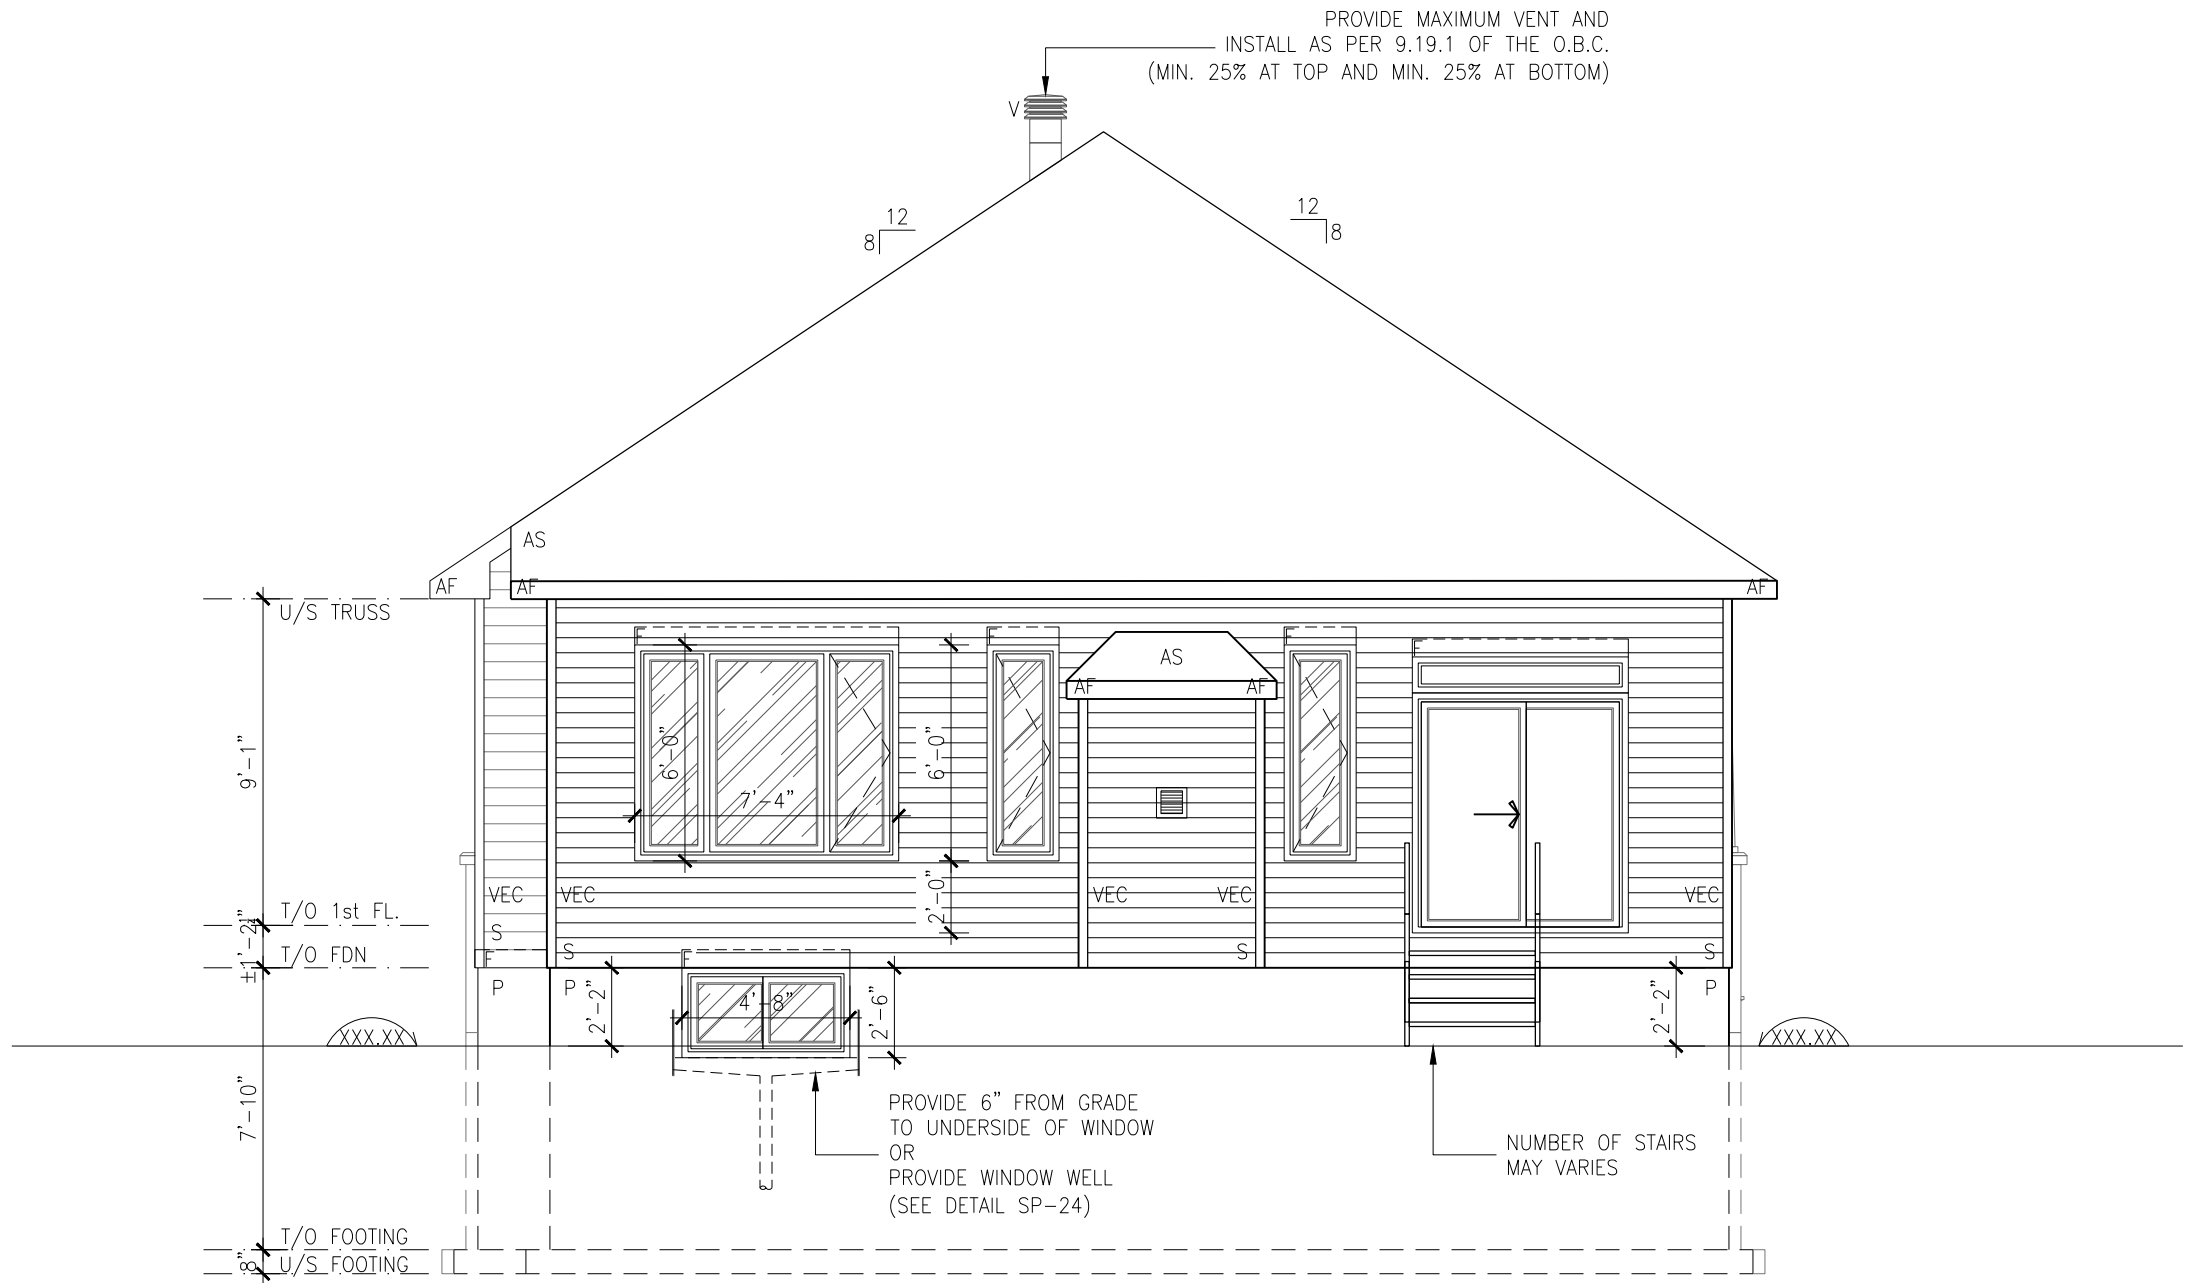 PROVIDE MAXIMUM VENT AND
INSTALL AS PER 9.19.1 OF THE O.B.C.
(MIN. 25% AT TOP AND MIN. 25% AT BOTTOM)
V
12
8
12
8
AS
AF
AF
AF
U/S TRUSS
F
F
F
F
AS
AF
AF
9'-1"
6'-0"
7'-4"
6'-0"
2'-0"
VEC
VEC
VEC
VEC
VEC
T/O 1st FL.
S
S
S
S
T/O FDN
F
F
P
P
P
2'-2"
4'-8"
2'-6"
2'-2"
XXX.XX
XXX.XX
7'-10"
PROVIDE 6" FROM GRADE
TO UNDERSIDE OF WINDOW
OR
PROVIDE WINDOW WELL
(SEE DETAIL SP-24)
NUMBER OF STAIRS
MAY VARIES
T/O FOOTING
8"
U/S FOOTING